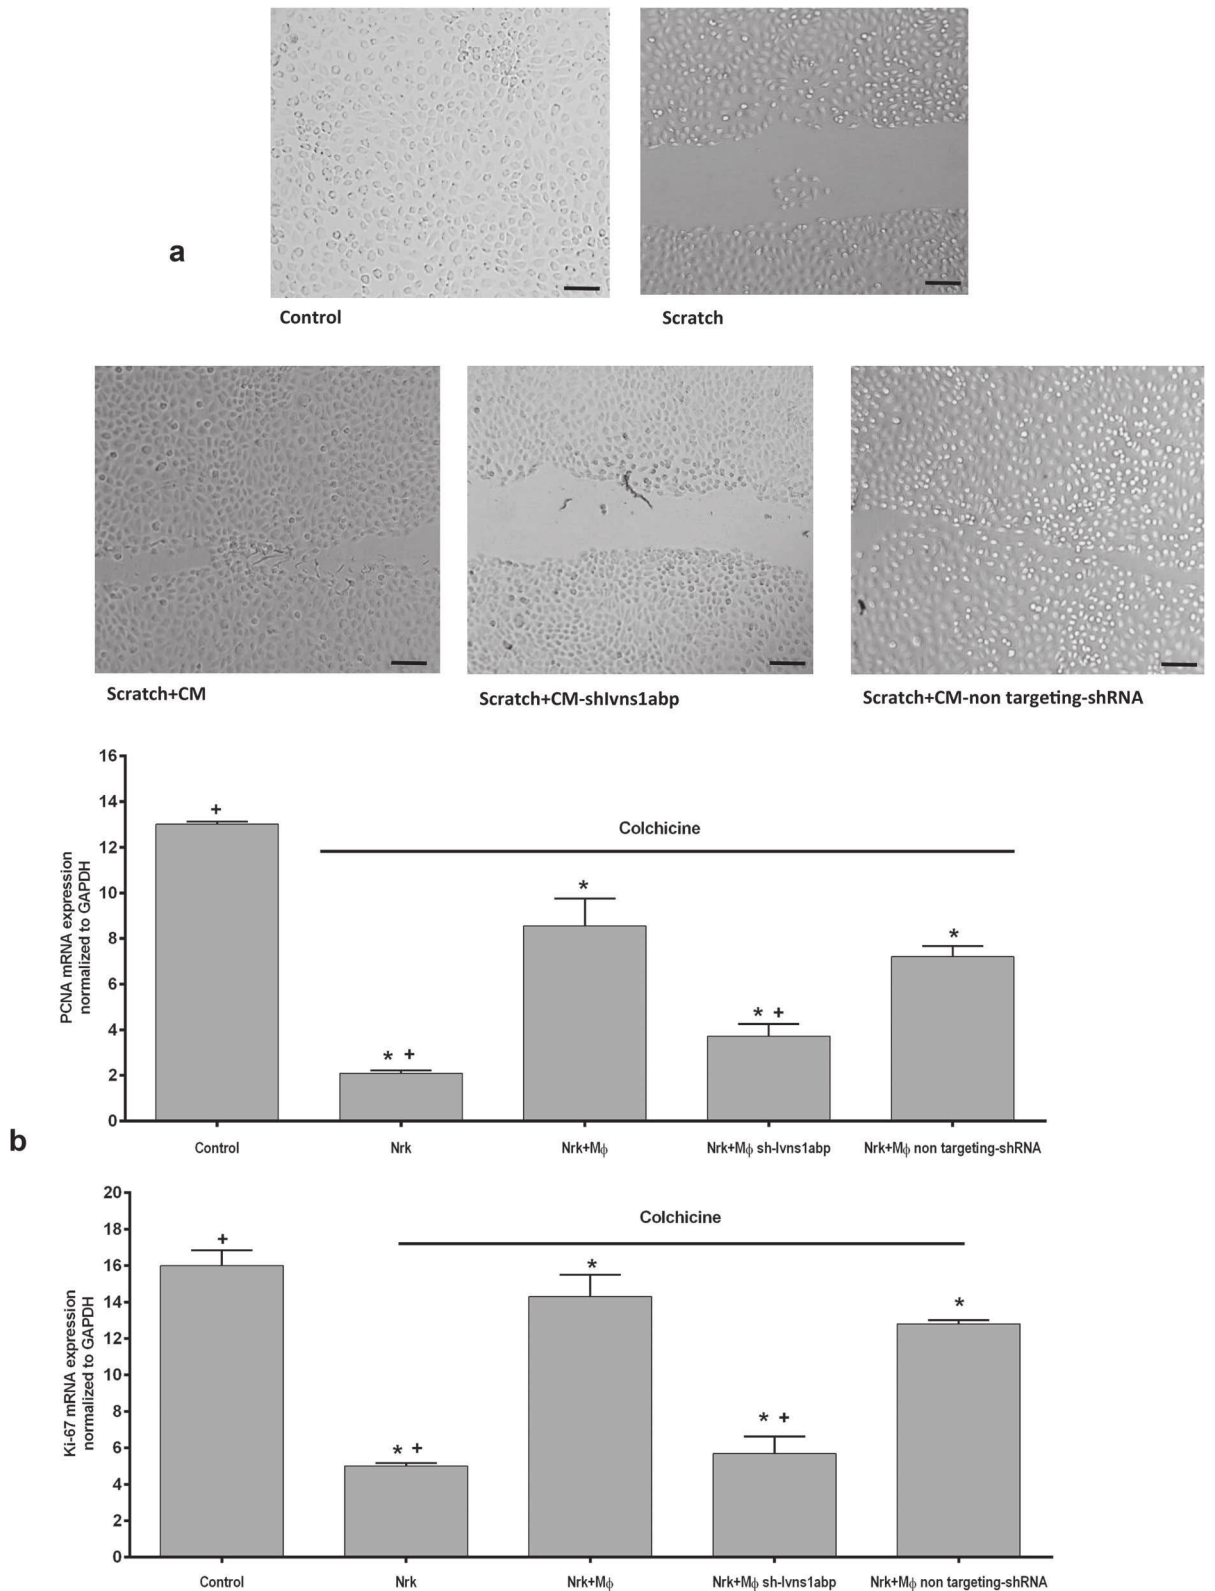 a
Control
Scratch
Scratch+CM
Scratch+CM-shIvns1abp
Scratch+CM-non targeting-shRNA
b
PCNA mRNA expression
normalized to GAPDH
16
14
12
10
8
6
4
2
0
+
Colchicine
* +
*
* +
*
Control
Nrk
Nrk+Mϕ
Nrk+Mϕ sh-Ivns1abp
Nrk+Mϕ non targeting-shRNA
Ki-67 mRNA expression
normalized to GAPDH
20
18
16
14
12
10
8
6
4
2
0
+
Colchicine
* +
*
* +
*
Control
Nrk
Nrk+Mϕ
Nrk+Mϕ sh-Ivns1abp
Nrk+Mϕ non targeting-shRNA